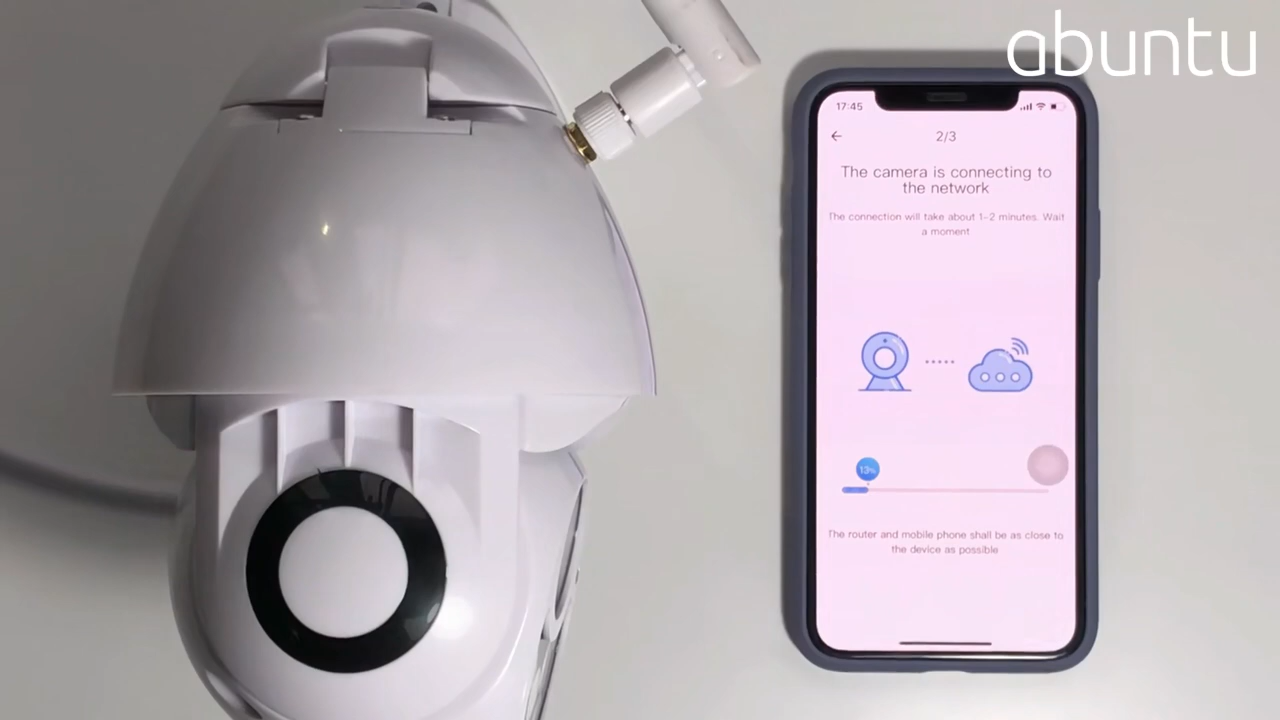 abuntu
17:45
2/3
The camera is connecting to
the network
The connection will take about 1-2 minutes. Wait
a moment
13%
The router and mobile phone shall be as close to
the device as possible